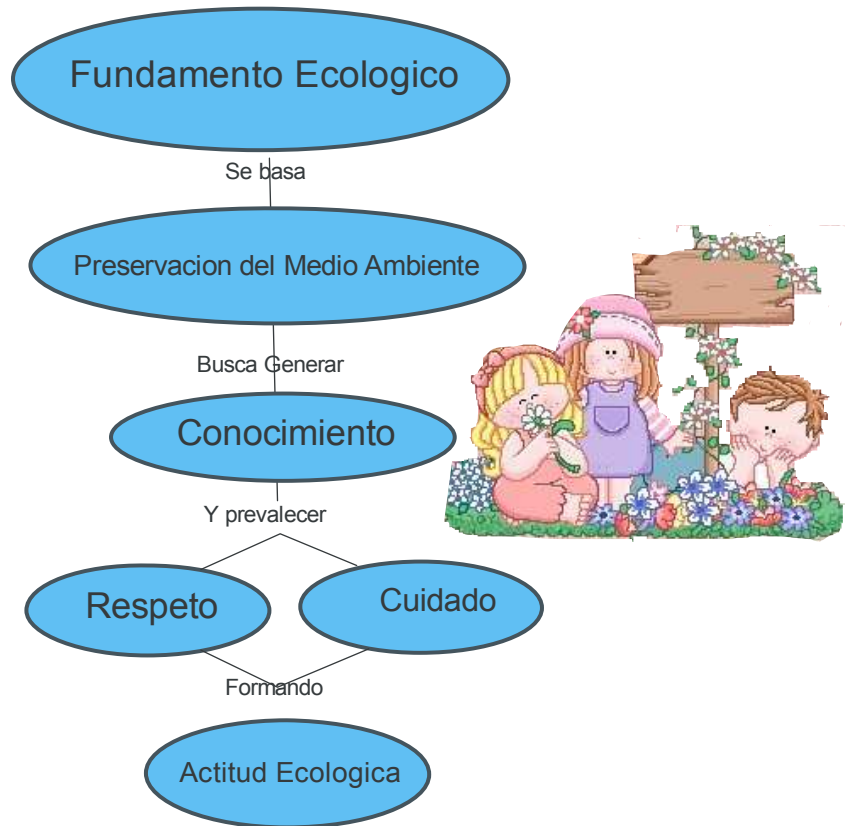 Fundamento Ecologico
Se basa
Preservacion del Medio Ambiente
Busca Generar
Conocimiento
Y prevalecer
Respeto
Cuidado
Formando
Actitud Ecologica